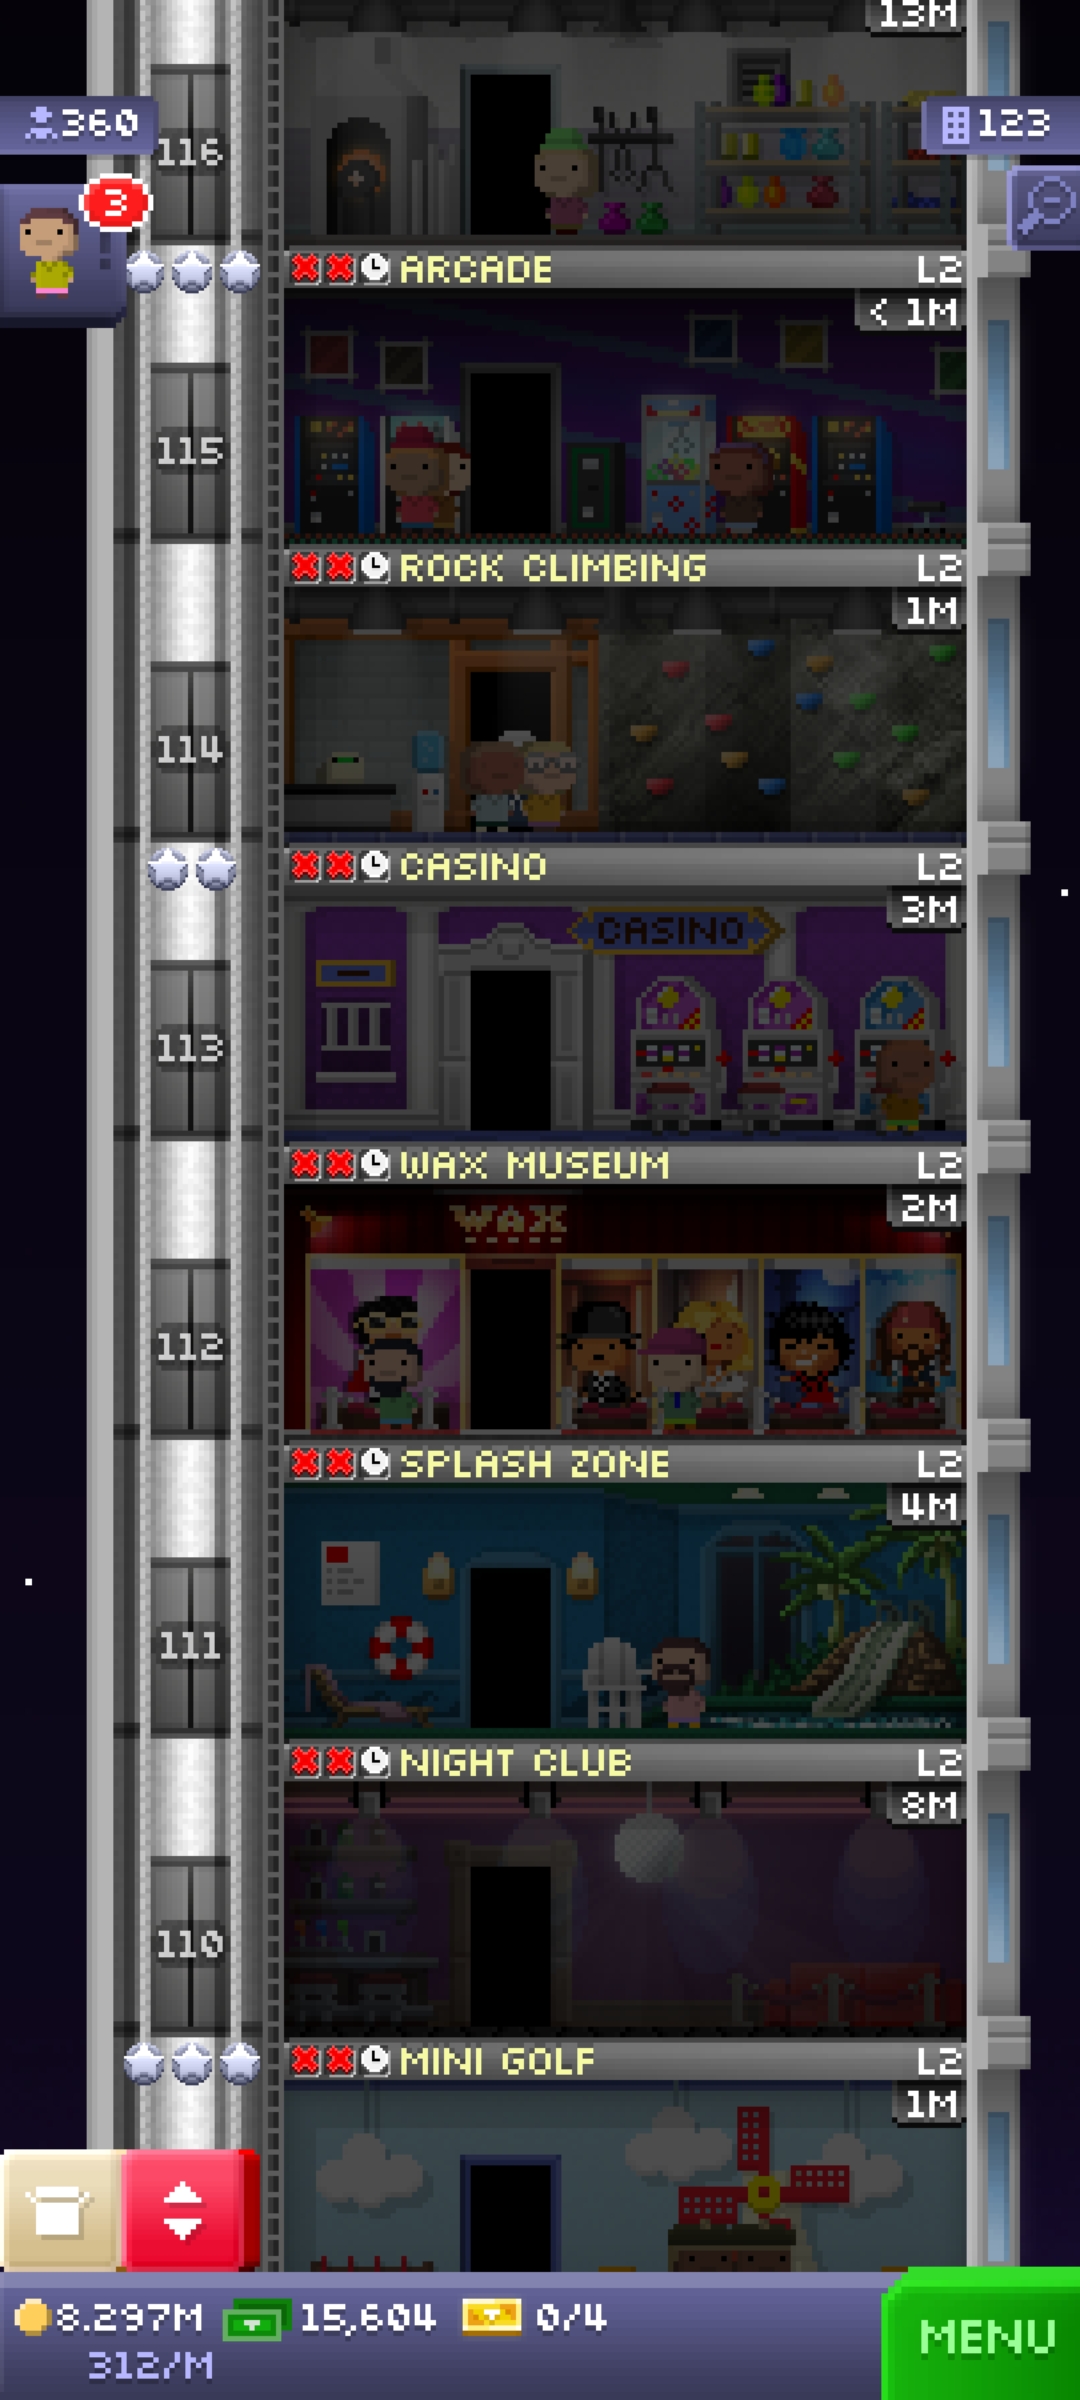 13M
360
123
116
3
ARCADE L2
< 1M
115
ROCK CLIMBING L2
1M
114
CASINO L2
3M
CASINO
113
WAX MUSEUM L2
2M
WAX
112
SPLASH ZONE L2
4M
111
NIGHT CLUB L2
8M
110
MINI GOLF L2
1M
8.297M 15,604 0/4
312/M
MENU